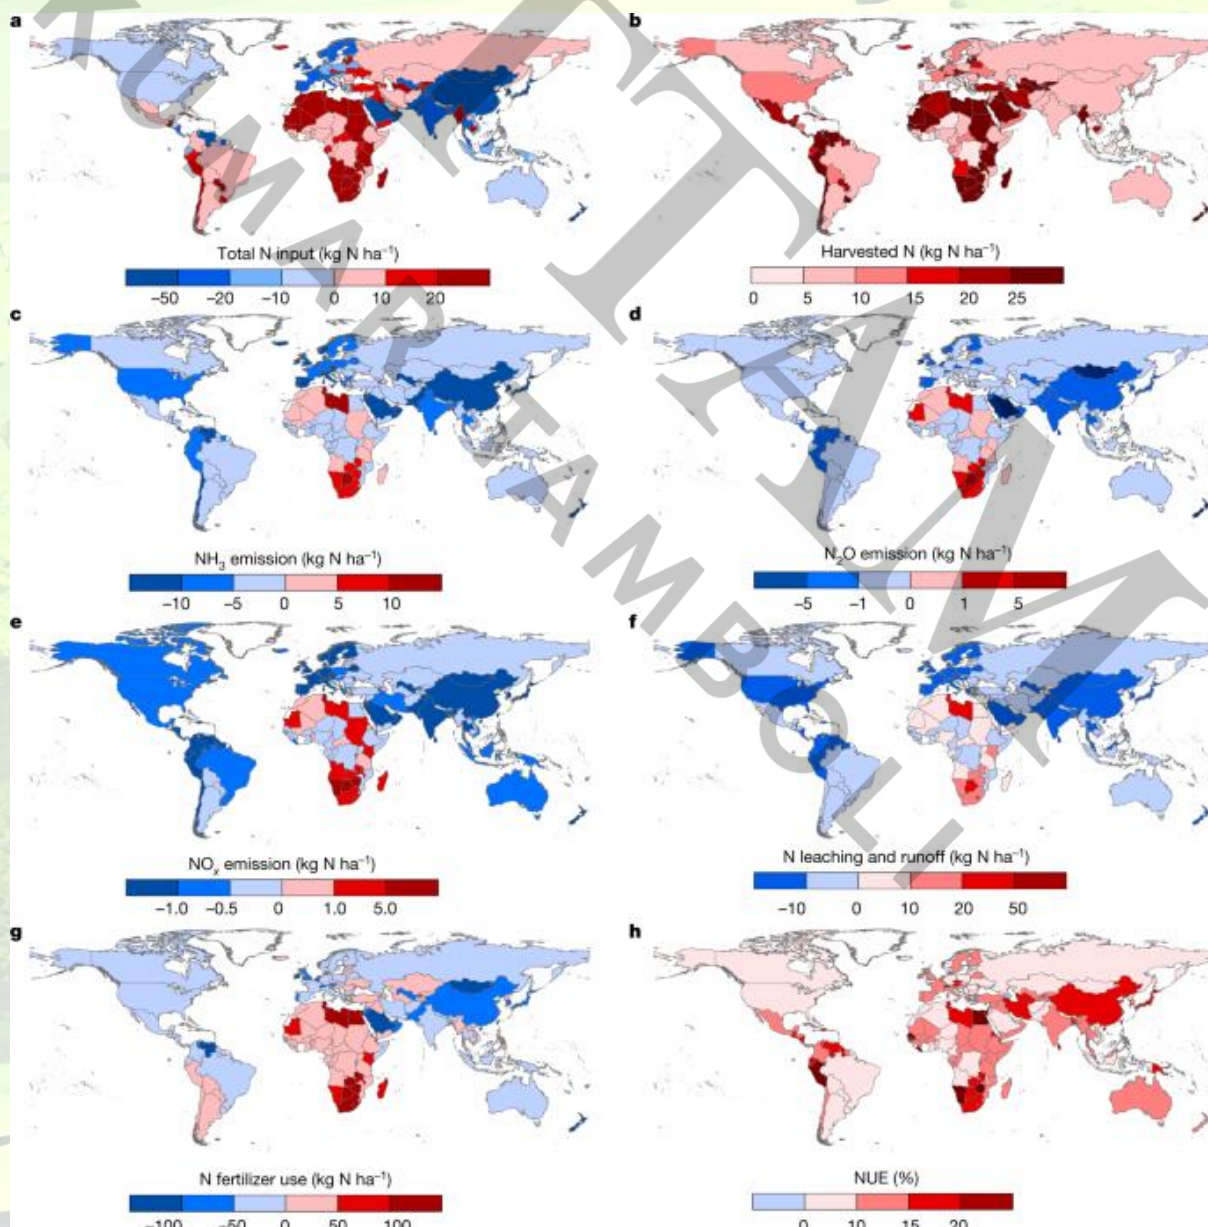 a
b
Total N input (kg N ha⁻¹)
−50 −20 −10 0 10 20
Harvested N (kg N ha⁻¹)
0 5 10 15 20 25
c
d
NH₃ emission (kg N ha⁻¹)
−10 −5 0 5 10
N₂O emission (kg N ha⁻¹)
−5 −1 0 1 5
e
f
NOₓ emission (kg N ha⁻¹)
−1.0 −0.5 0 1.0 5.0
N leaching and runoff (kg N ha⁻¹)
−10 0 10 20 50
g
h
N fertilizer use (kg N ha⁻¹)
−100 −50 0 50 100
NUE (%)
0 10 15 20
KUMAR TAMBOLI